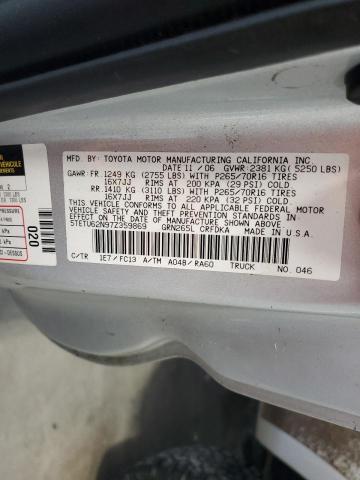 MFD. BY: TOYOTA MOTOR MANUFACTURING CALIFORNIA INC.
DATE 11 / 06 GVWR: 2381 KG ( 5250 LBS)
GAWR: FR. 1249 KG (2755 LBS) WITH P265/70R16 TIRES
16X7JJ RIMS AT 200 KPA (29 PSI) COLD
RR. 1410 KG (3110 LBS) WITH P265/70R16 TIRES
16X7JJ RIMS AT 220 KPA (32 PSI) COLD
THIS VEHICLE CONFORMS TO ALL APPLICABLE FEDERAL MOTOR
VEHICLE SAFETY AND THEFT PREVENTION STANDARDS IN
EFFECT ON THE DATE OF MANUFACTURE SHOWN ABOVE.
5TETU62N97Z359869 GRN265L CRFDKA MADE IN U.S.A.
C/TR 1E7/FC13 A/TM A04B/RA60 TRUCK NO. 046
VEHICLE
020